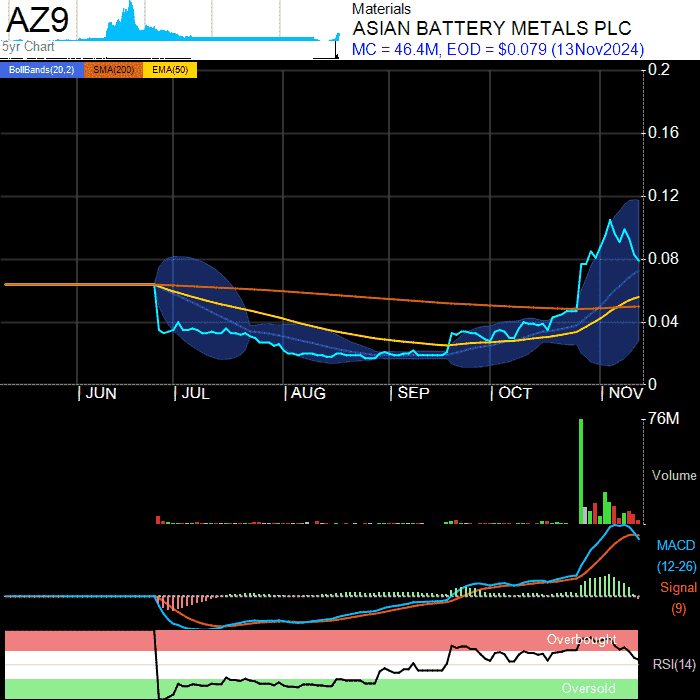 AZ9
5yr Chart
Materials
ASIAN BATTERY METALS PLC
MC = 46.4M, EOD = $0.079 (13Nov2024)
BollBands(20,2) SMA(200) EMA(50)
0.2
0.16
0.12
0.08
0.04
0
| JUN | JUL | AUG | SEP | OCT | NOV
76M
Volume
MACD
(12-26)
Signal
(9)
Overbought
RSI(14)
Oversold